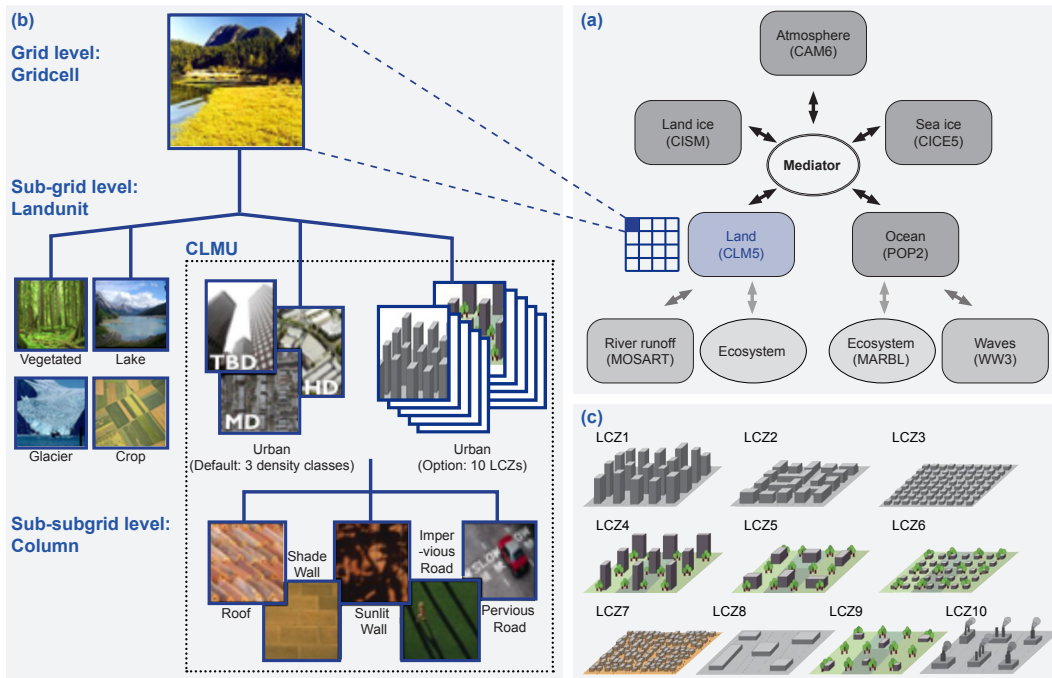 (b)
Grid level:
Gridcell
Sub-grid level:
Landunit
CLMU
TBD
HD
MD
Vegetated
Lake
Glacier
Crop
Urban
(Default: 3 density classes)
Urban
(Option: 10 LCZs)
Sub-subgrid level:
Column
Roof
Shade
Wall
Sunlit
Wall
Imper
-vious
Road
Pervious
Road
(a)
Atmosphere
(CAM6)
Land ice
(CISM)
Sea ice
(CICE5)
Mediator
Land
(CLM5)
Ocean
(POP2)
River runoff
(MOSART)
Ecosystem
Ecosystem
(MARBL)
Waves
(WW3)
(c)
LCZ1
LCZ2
LCZ3
LCZ4
LCZ5
LCZ6
LCZ7
LCZ8
LCZ9
LCZ10